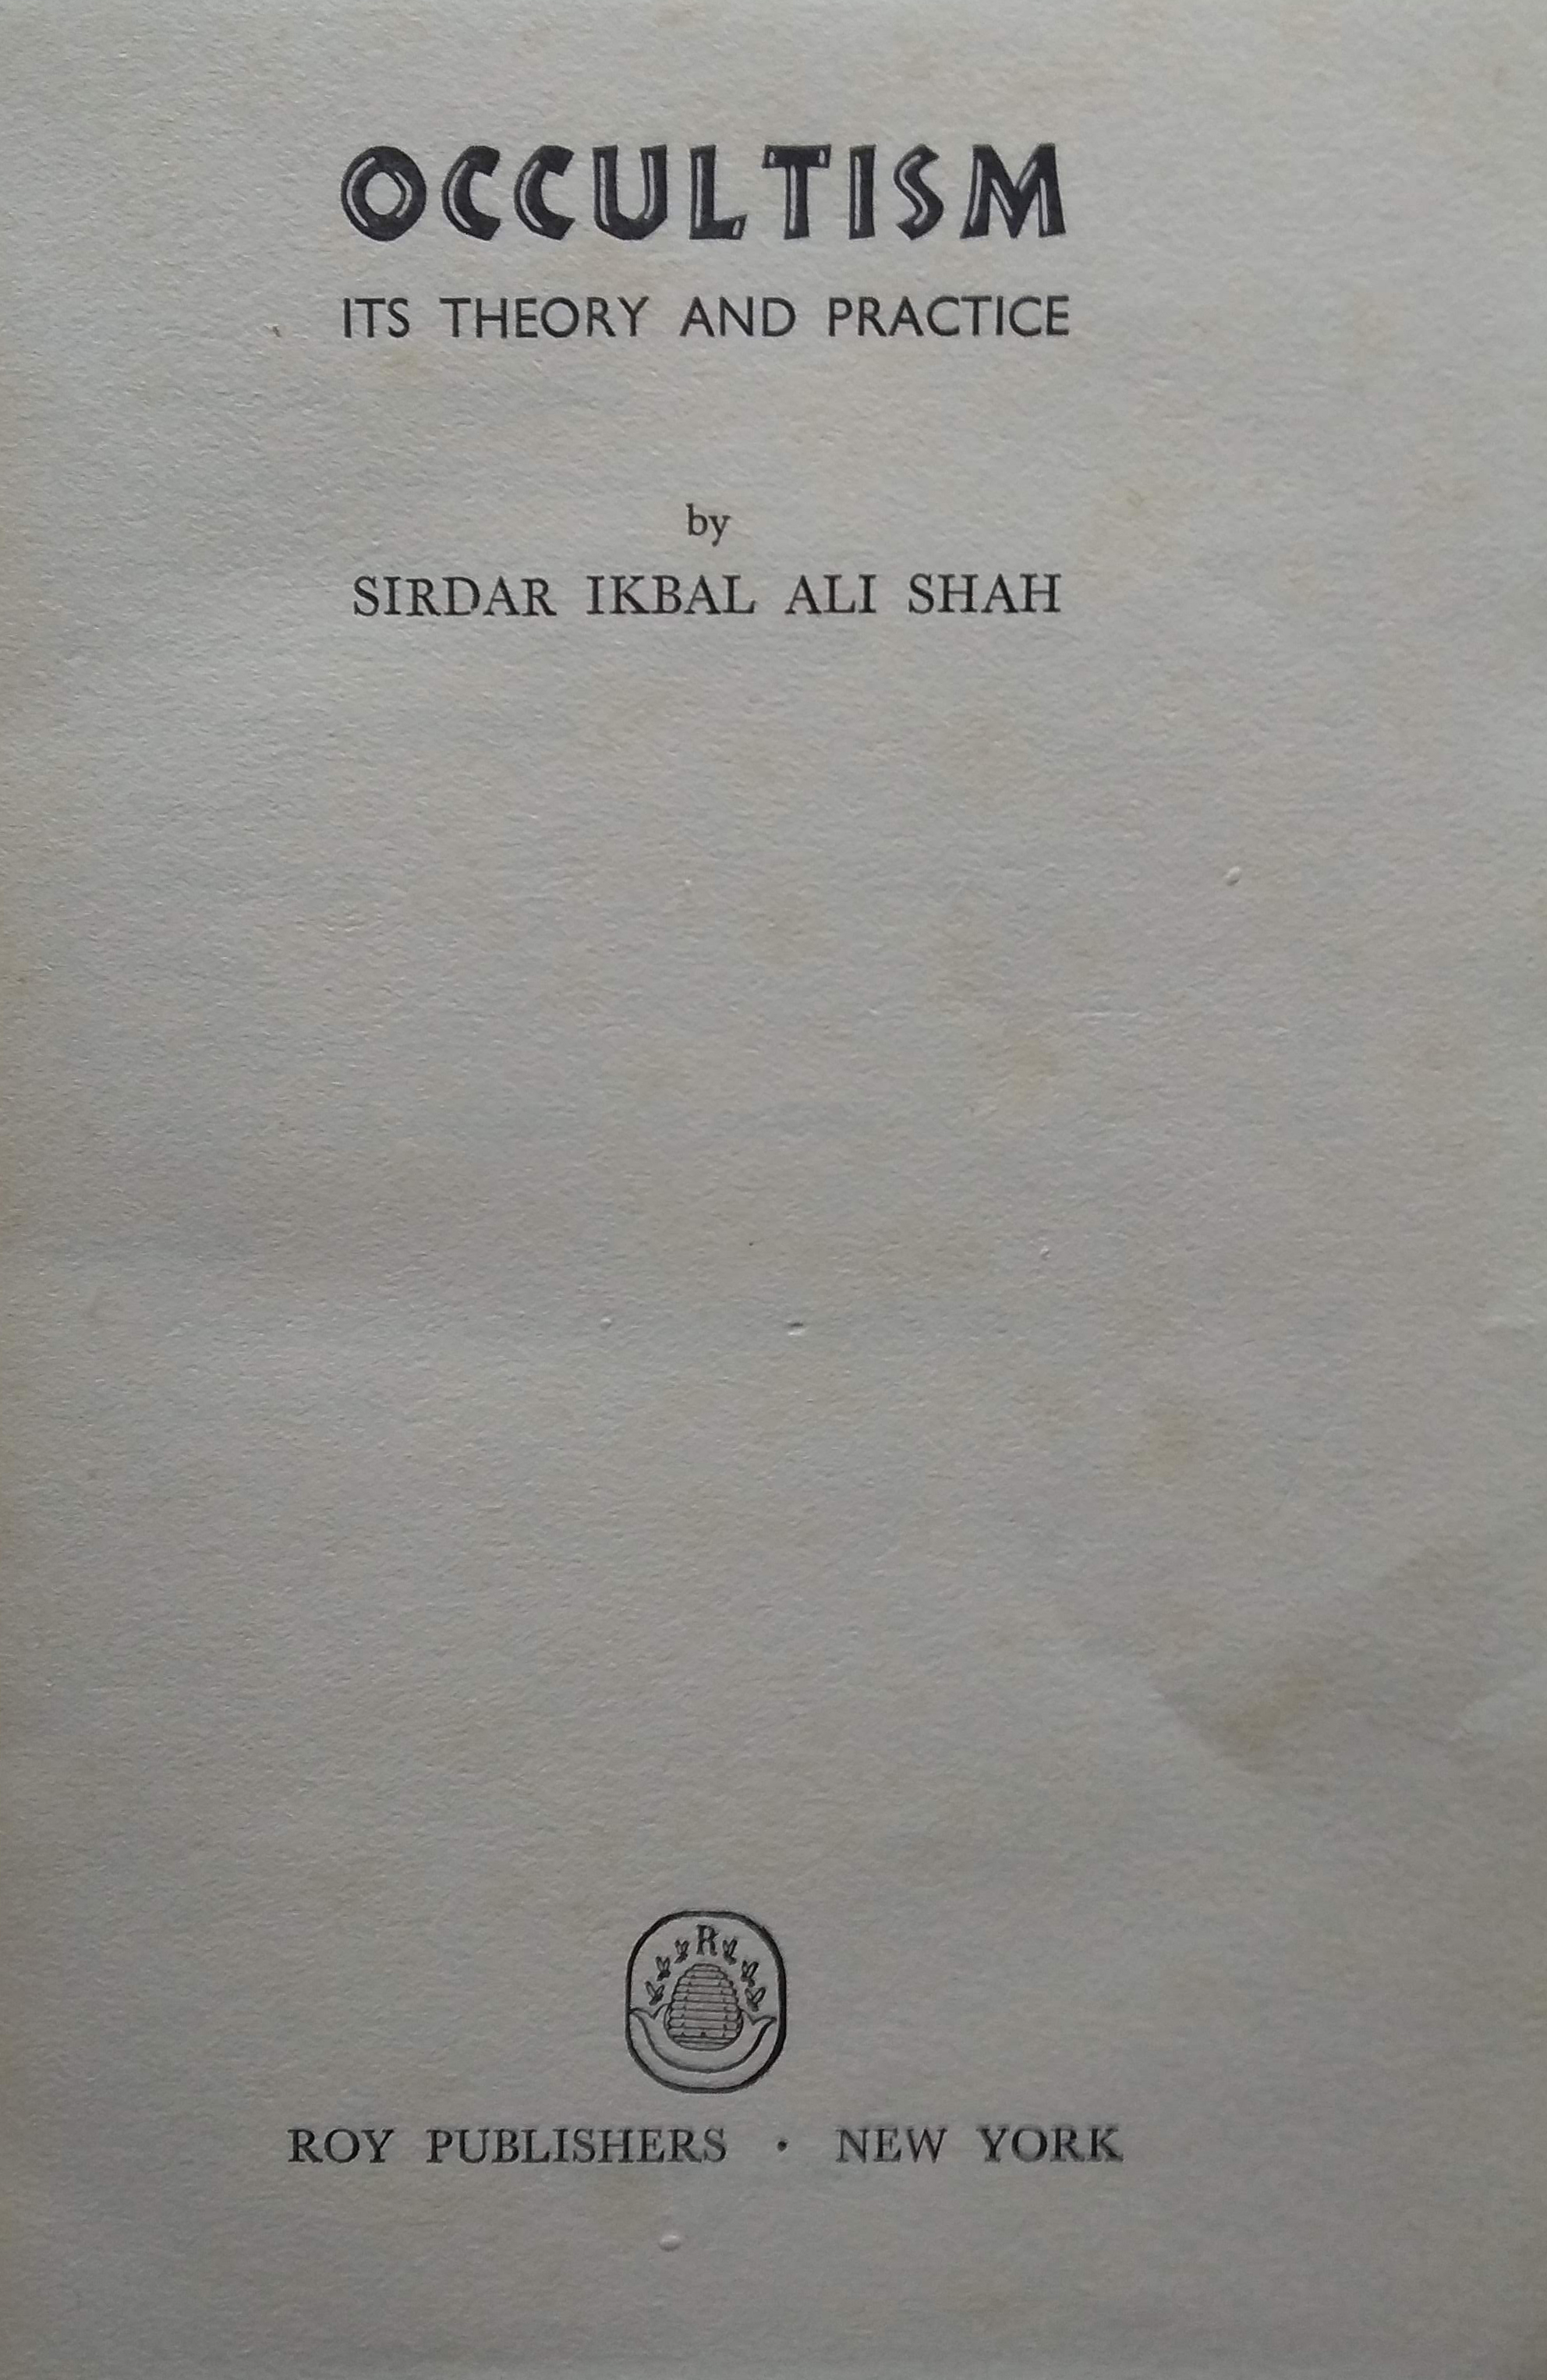 OCCULTISM
ITS THEORY AND PRACTICE
by
SIRDAR IKBAL ALI SHAH
R
ROY PUBLISHERS · NEW YORK